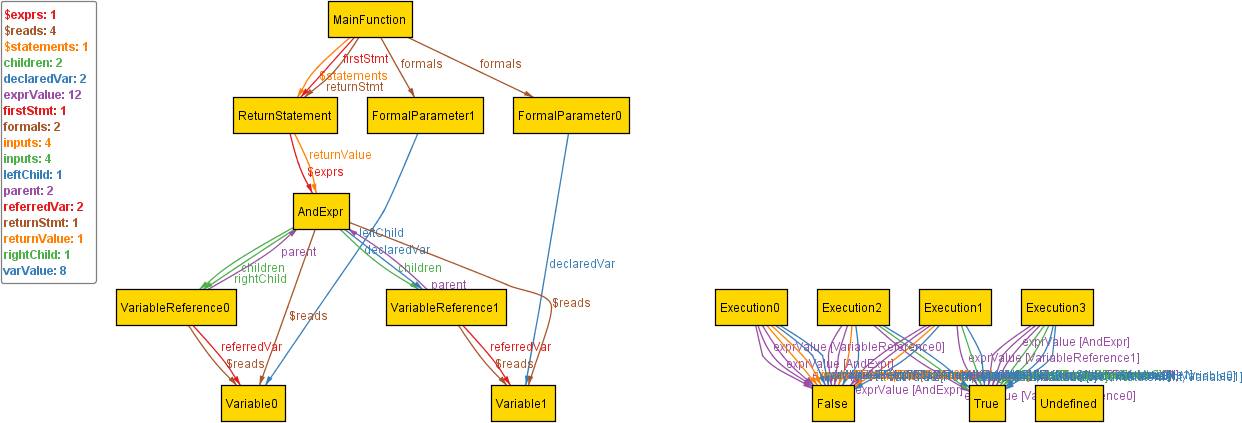 $exprs: 1
$reads: 4
$statements: 1
children: 2
declaredVar: 2
exprValue: 12
firstStmt: 1
formals: 2
inputs: 4
inputs: 4
leftChild: 1
parent: 2
referredVar: 2
returnStmt: 1
returnValue: 1
rightChild: 1
varValue: 8
MainFunction
firstStmt
formals
formals
$statements
returnStmt
ReturnStatement
FormalParameter1
FormalParameter0
returnValue
$exprs
AndExpr
leftChild
parent
declaredVar
declaredVar
children
children
rightChild
parent
VariableReference0
VariableReference1
$reads
$reads
Execution0
Execution2
Execution1
Execution3
referredVar
referredVar
$reads
$reads
exprValue [VariableReference0]
exprValue [AndExpr]
exprValue [VariableReference1]
exprValue [AndExpr]
exprValue [AndExpr]
Variable0
Variable1
False
True
Undefined